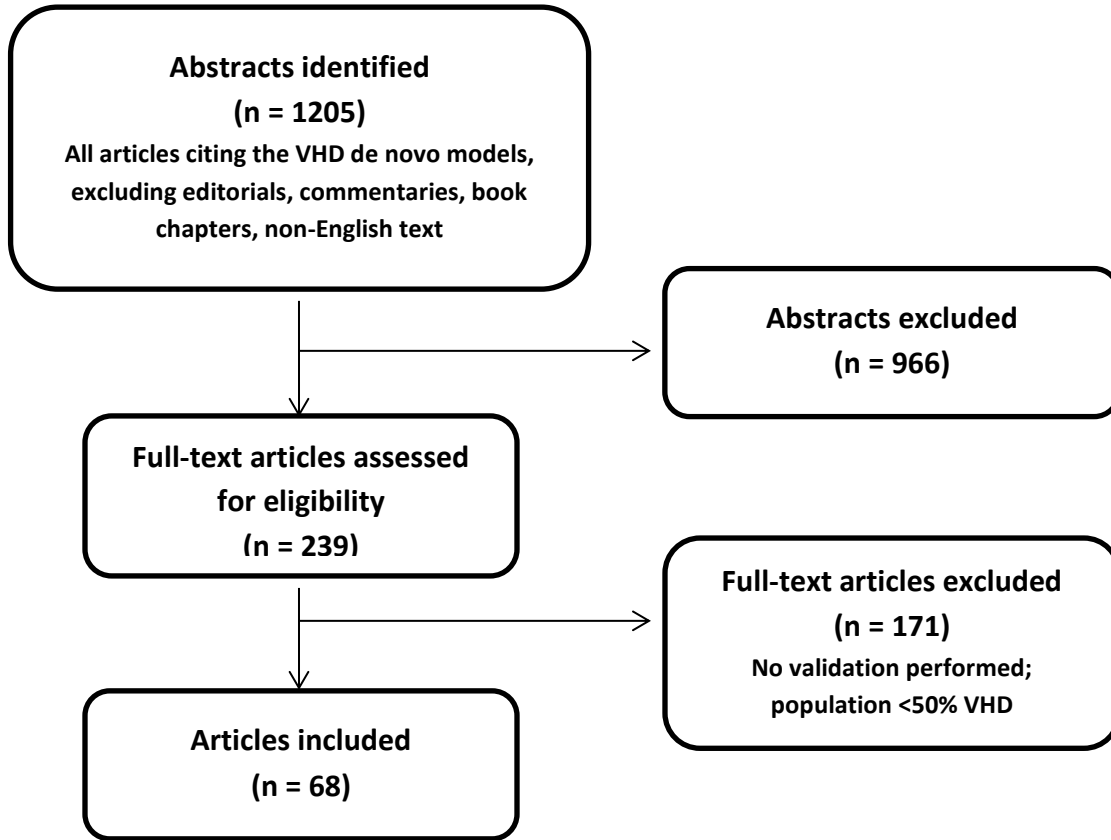 Abstracts identified
(n = 1205)
All articles citing the VHD de novo models,
excluding editorials, commentaries, book
chapters, non-English text
Abstracts excluded
(n = 966)
Full-text articles assessed
for eligibility
(n = 239)
Full-text articles excluded
(n = 171)
No validation performed;
population <50% VHD
Articles included
(n = 68)